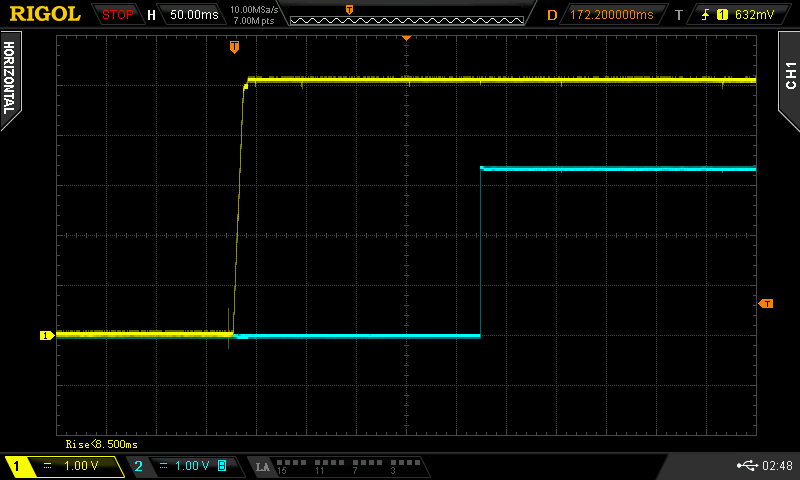 RIGOL STOP H 50.00ms 10.00MSa/s 7.00M pts D 172.200000ms T 1 632mV
T
T
HORIZONTAL
CH1
T
1
Rise<8.500ms
1 1.00 V 2 1.00 V B LA 15 11 7 3 02:48